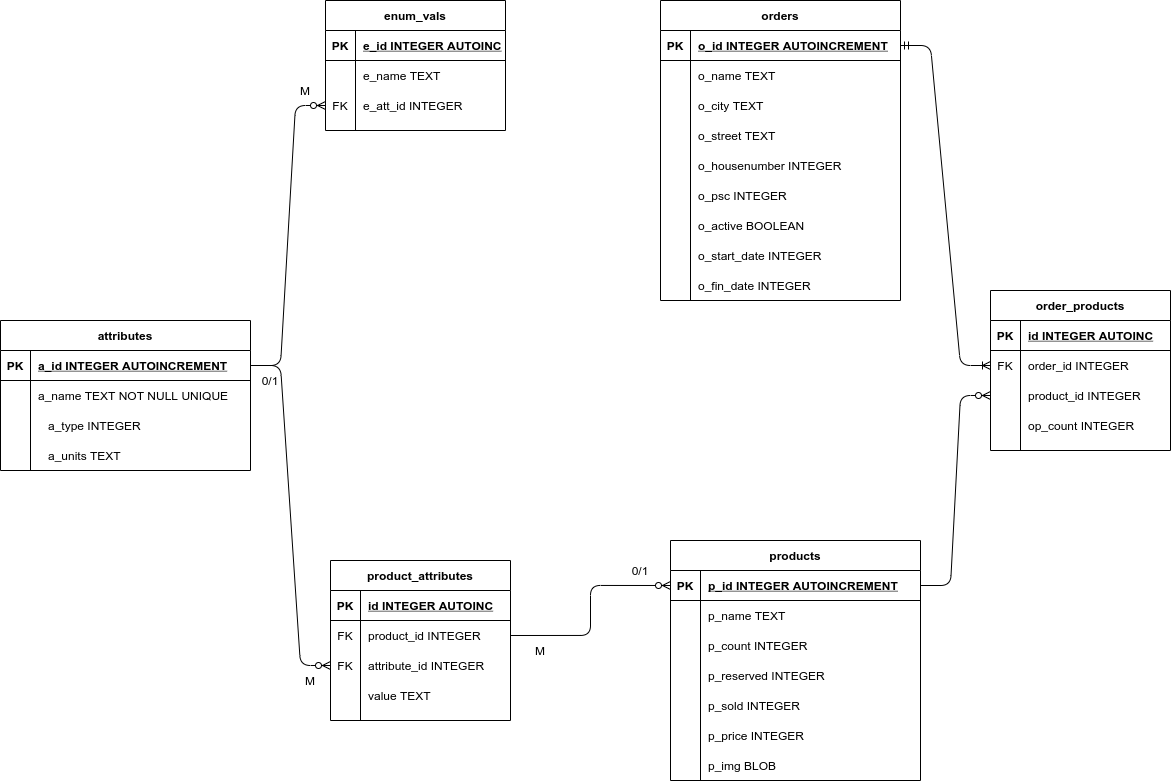 enum_vals
PK e_id INTEGER AUTOINC
e_name TEXT
M
FK e_att_id INTEGER
orders
PK o_id INTEGER AUTOINCREMENT
o_name TEXT
o_city TEXT
o_street TEXT
o_housenumber INTEGER
o_psc INTEGER
o_active BOOLEAN
o_start_date INTEGER
o_fin_date INTEGER
order_products
PK id INTEGER AUTOINC
FK order_id INTEGER
product_id INTEGER
op_count INTEGER
attributes
PK a_id INTEGER AUTOINCREMENT
0/1
a_name TEXT NOT NULL UNIQUE
a_type INTEGER
a_units TEXT
product_attributes
PK id INTEGER AUTOINC
FK product_id INTEGER
M
FK attribute_id INTEGER
M
value TEXT
0/1
products
PK p_id INTEGER AUTOINCREMENT
p_name TEXT
p_count INTEGER
p_reserved INTEGER
p_sold INTEGER
p_price INTEGER
p_img BLOB